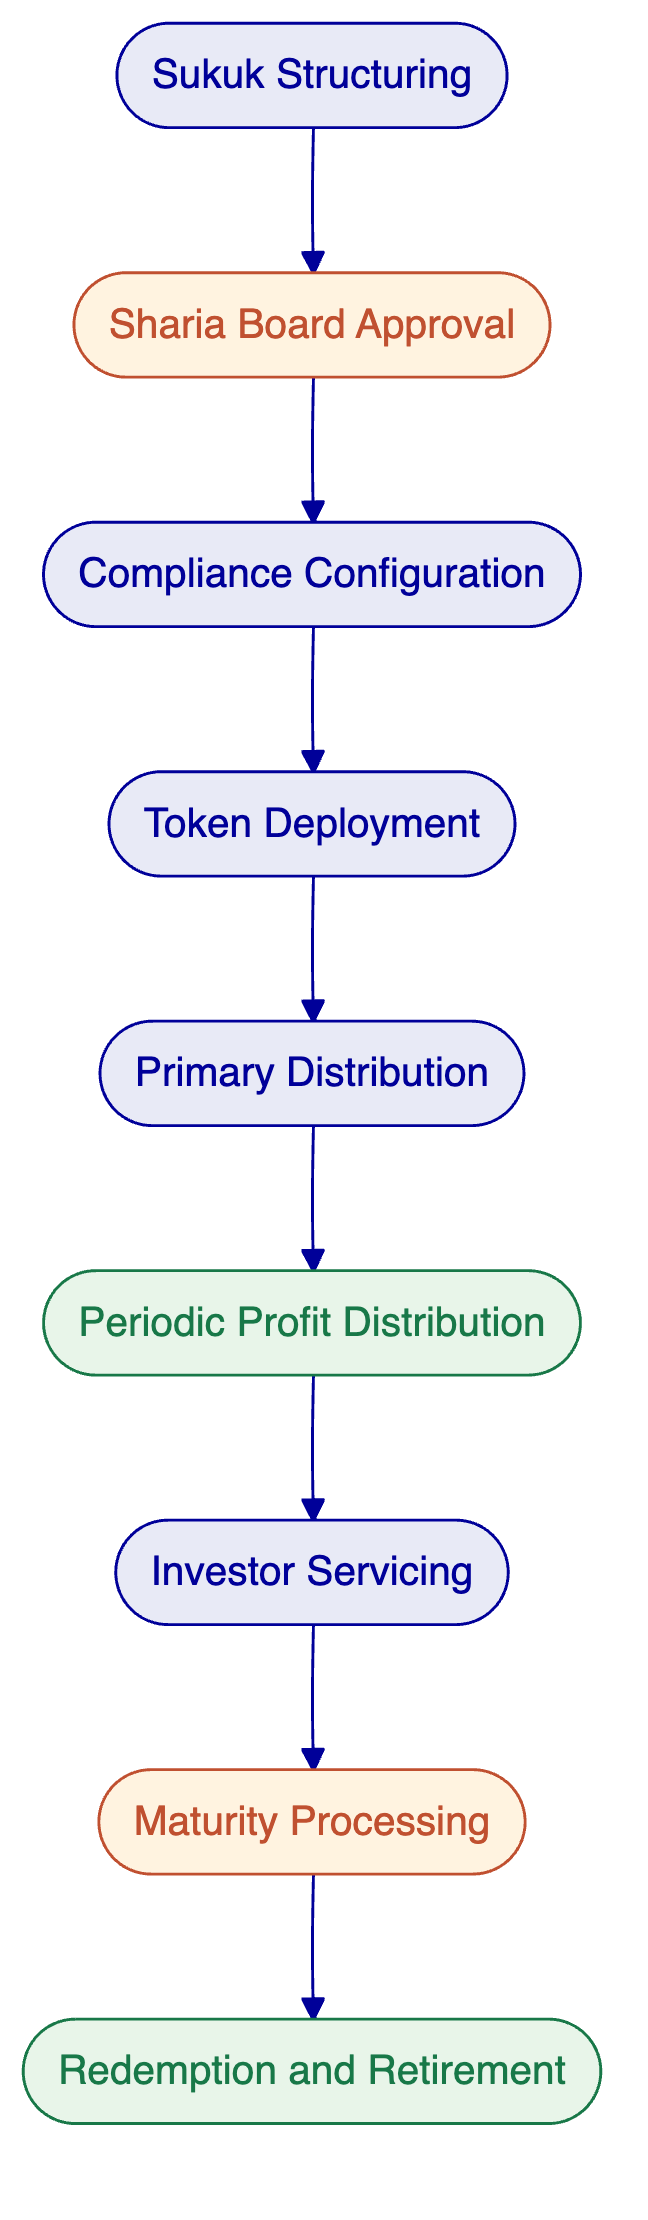 Sukuk Structuring
Sharia Board Approval
Compliance Configuration
Token Deployment
Primary Distribution
Periodic Profit Distribution
Investor Servicing
Maturity Processing
Redemption and Retirement